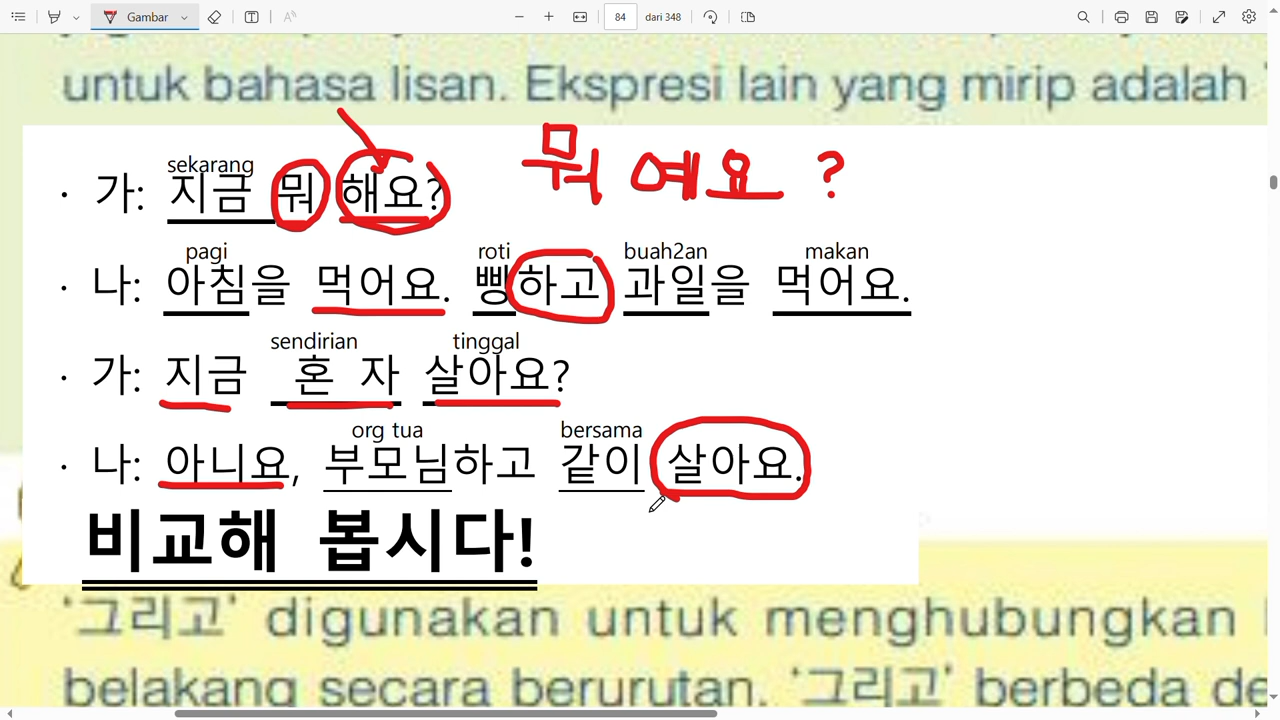 Gambar
84
dari 348
untuk bahasa lisan. Ekspresi lain yang mirip adalah
뭐 예요 ?
sekarang
· 가: 지금 뭐 해요?
pagi roti buah2an makan
· 나: 아침을 먹어요. 빵하고 과일을 먹어요.
sendirian tinggal
· 가: 지금 혼 자 살아요?
org tua bersama
· 나: 아니요, 부모님하고 같이 살아요.
비교해 봅시다!
‘그리고’ digunakan untuk menghubungkan
belakang secara berurutan. ‘그리고’ berbeda de